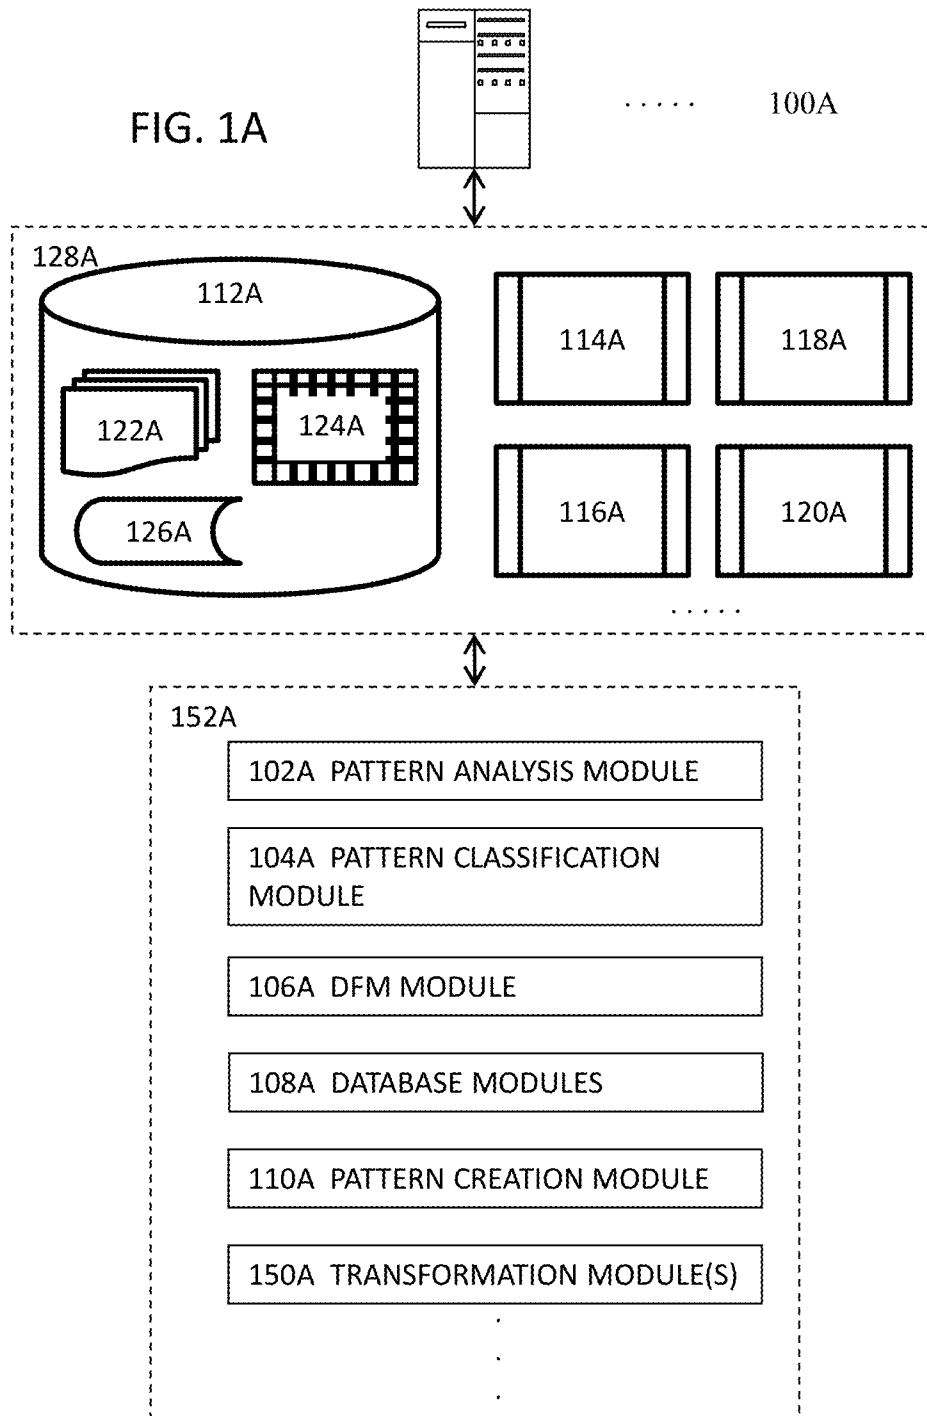 FIG. 1A
. . . . . 100A
128A
112A
114A
118A
122A
124A
116A
120A
126A
. . . . .
152A
102A PATTERN ANALYSIS MODULE
104A PATTERN CLASSIFICATION
MODULE
106A DFM MODULE
108A DATABASE MODULES
110A PATTERN CREATION MODULE
150A TRANSFORMATION MODULE(S)
.
.
.